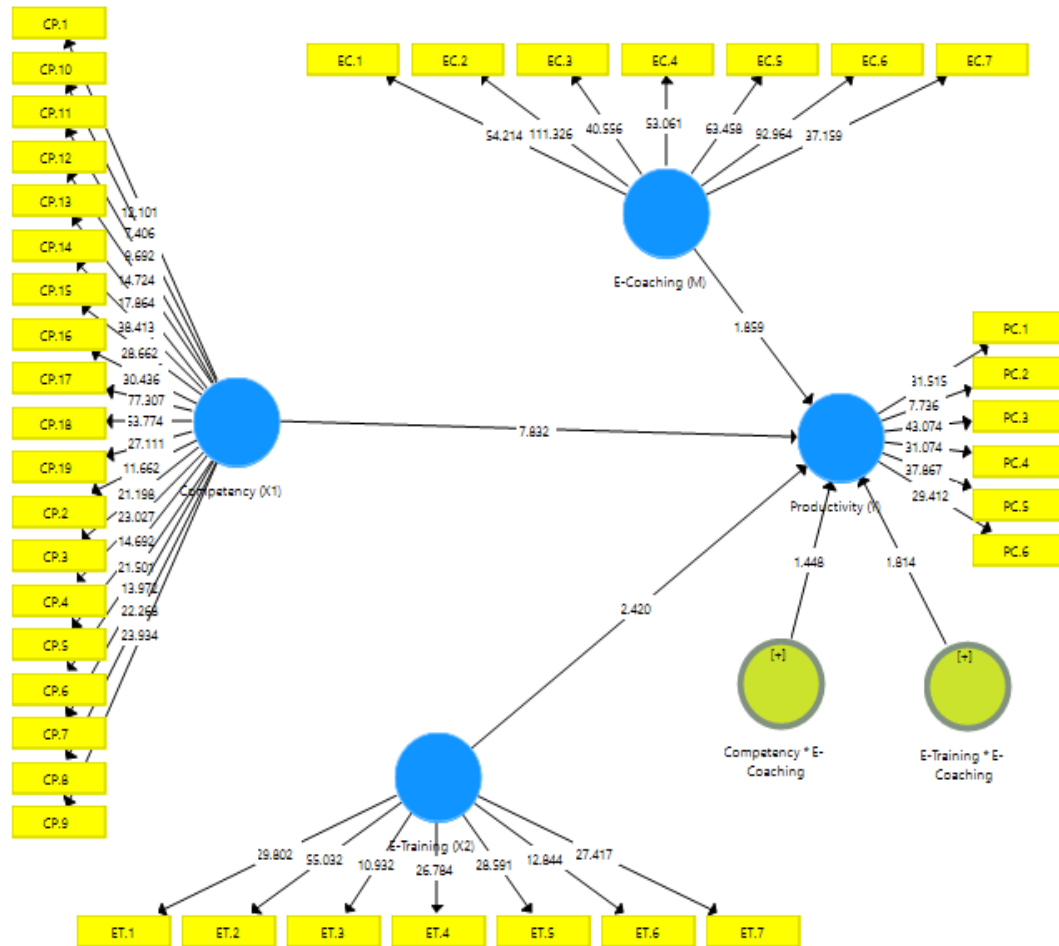 CP.1
CP.10
CP.11
CP.12
CP.13
CP.14
CP.15
CP.16
CP.17
CP.18
CP.19
CP.2
CP.3
CP.4
CP.5
CP.6
CP.7
CP.8
CP.9
12.101
7.406
9.692
14.724
17.864
38.413
28.662
30.436
77.307
53.774
27.111
11.662
21.198
23.027
14.692
21.501
13.972
22.268
23.934
Competency (X1)
EC.1
EC.2
EC.3
EC.4
EC.5
EC.6
EC.7
54.214
111.326
40.556
53.061
63.458
92.964
37.159
E-Coaching (M)
1.859
7.832
2.420
PC.1
PC.2
PC.3
PC.4
PC.5
PC.6
31.515
7.736
43.074
31.074
37.867
29.412
Productivity (Y)
1.448
1.814
[+]
[+]
Competency * E-
Coaching
E-Training * E-
Coaching
E-Training (X2)
29.802
55.032
10.932
26.784
28.591
12.844
27.417
ET.1
ET.2
ET.3
ET.4
ET.5
ET.6
ET.7